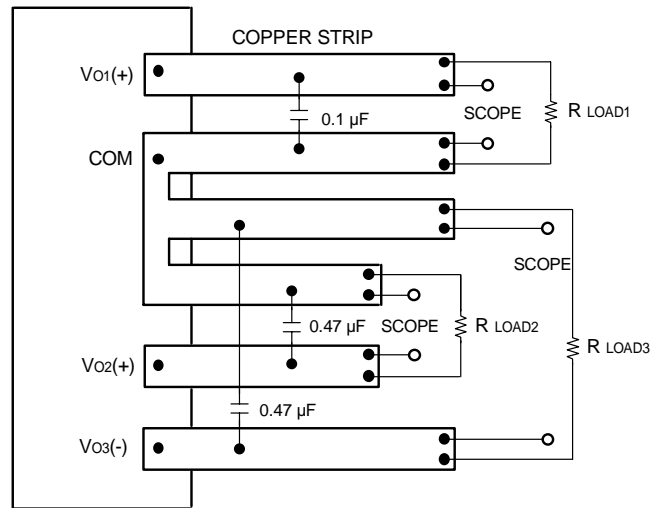 COPPER STRIP
VO1(+)
SCOPE
0.1 µF
R LOAD1
COM
SCOPE
0.47 µF
SCOPE
R LOAD2
R LOAD3
VO2(+)
0.47 µF
VO3(-)